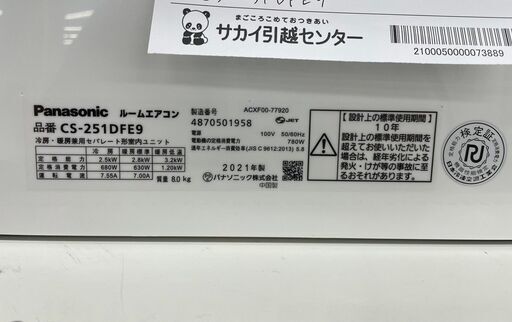 まごころこめておつきあい
サカイ引越センター
2100050000073889
Panasonic ルームエアコン
品番 CS-251DFE9
冷房・暖房兼用セパレート形室内ユニット
冷房 暖房 暖房低温
定格能力 2.5kW 2.8kW 3.2kW
定格消費電力 680W 630W 1.20kW
運転電流 7.55A 7.00A
質量 8.0kg
製造番号 ACXF00-77920
4870501958 JET
電源 100V 50/60Hz
定格消費電力 780W
通年エネルギー消費効率(JIS C 9612:2013) 5.8
2021年製
パナソニック株式会社
中国製
[設計上の標準使用期間]
10年
設計上の標準使用期間を
超えてお使いいただいた
場合は、経年劣化による
発火・けが等の事故に至る
おそれがあります。
検定証